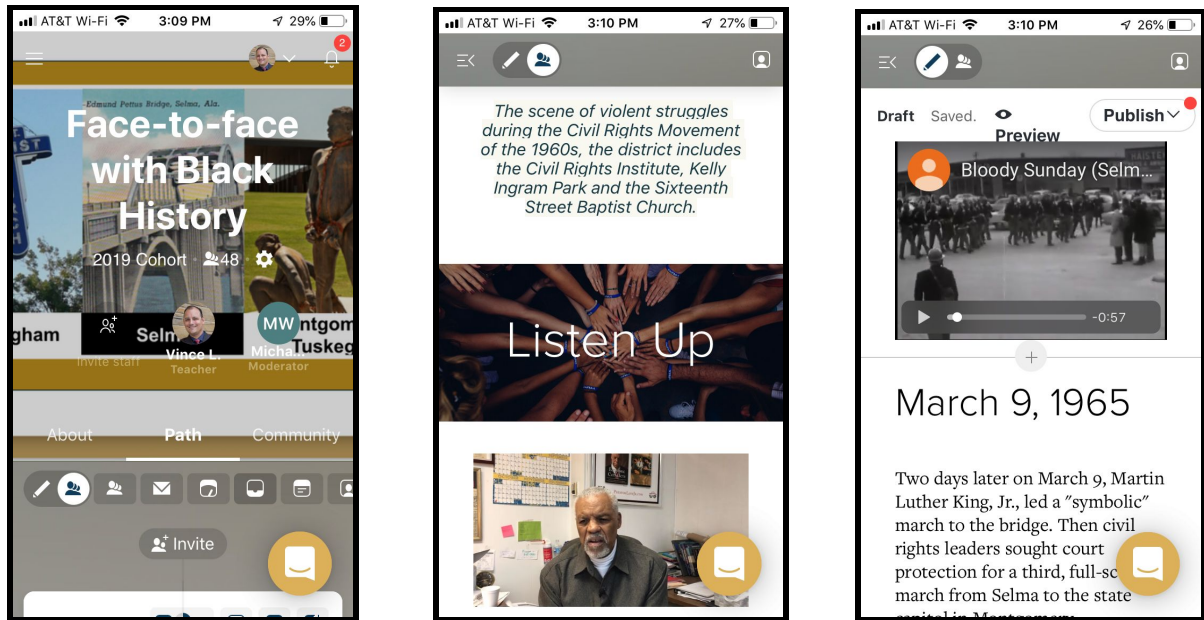 AT&T Wi-Fi 3:09 PM 29%
2
Edmund Pettus Bridge, Selma, Ala.
Face-to-face
with Black
History
2019 Cohort · 48 ·
gham
Selm
ntgom
Tuskeg
MW
Invite staff
Vince L.
Teacher
Micha...
Moderator
About Path Community
Invite
AT&T Wi-Fi 3:10 PM 27%
The scene of violent struggles
during the Civil Rights Movement
of the 1960s, the district includes
the Civil Rights Institute, Kelly
Ingram Park and the Sixteenth
Street Baptist Church.
Listen Up
AT&T Wi-Fi 3:10 PM 26%
Draft Saved. Preview Publish
Bloody Sunday (Selm...
-0:57
March 9, 1965
Two days later on March 9, Martin
Luther King, Jr., led a "symbolic"
march to the bridge. Then civil
rights leaders sought court
protection for a third, full-sc
march from Selma to the state
capitol in Montgomery